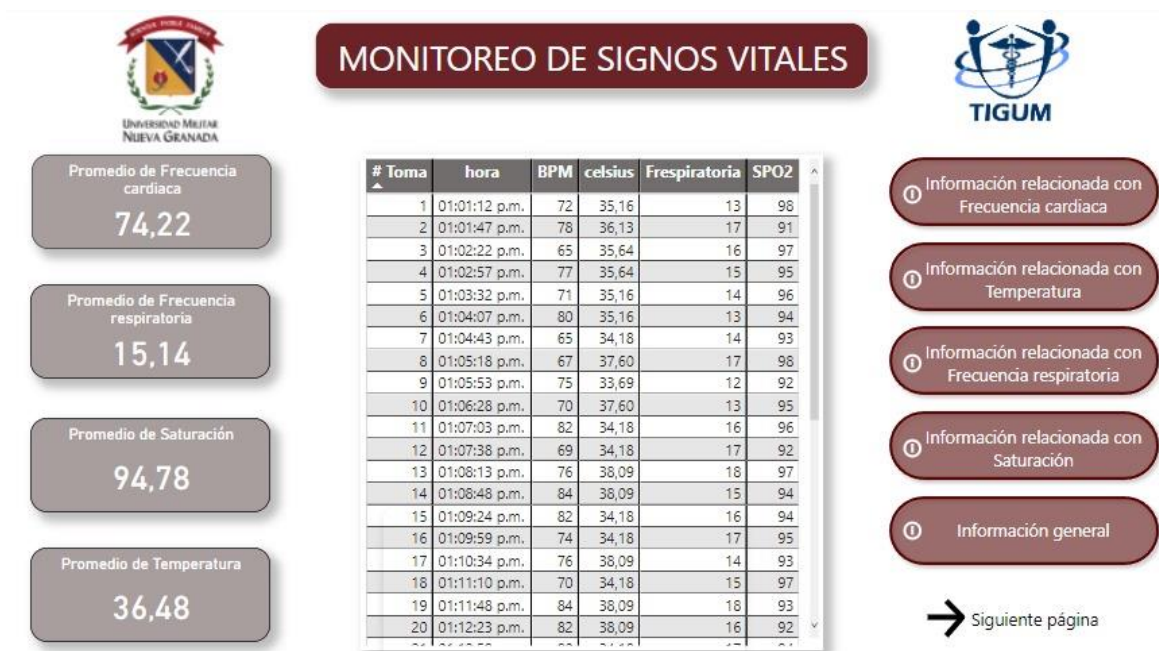 UNIVERSIDAD MILITAR
NUEVA GRANADA
MONITOREO DE SIGNOS VITALES
TIGUM
Promedio de Frecuencia
cardiaca
74,22
Promedio de Frecuencia
respiratoria
15,14
Promedio de Saturación
94,78
Promedio de Temperatura
36,48
# Toma hora BPM celsius Frespiratoria SPO2
1 01:01:12 p.m. 72 35,16 13 98
2 01:01:47 p.m. 78 36,13 17 91
3 01:02:22 p.m. 65 35,64 16 97
4 01:02:57 p.m. 77 35,64 15 95
5 01:03:32 p.m. 71 35,16 14 96
6 01:04:07 p.m. 80 35,16 13 94
7 01:04:43 p.m. 65 34,18 14 93
8 01:05:18 p.m. 67 37,60 17 98
9 01:05:53 p.m. 75 33,69 12 92
10 01:06:28 p.m. 70 37,60 13 95
11 01:07:03 p.m. 82 34,18 16 96
12 01:07:38 p.m. 69 34,18 17 92
13 01:08:13 p.m. 76 38,09 18 97
14 01:08:48 p.m. 84 38,09 15 94
15 01:09:24 p.m. 82 34,18 16 94
16 01:09:59 p.m. 74 34,18 17 95
17 01:10:34 p.m. 76 38,09 14 93
18 01:11:10 p.m. 70 34,18 15 97
19 01:11:48 p.m. 84 38,09 18 93
20 01:12:23 p.m. 82 38,09 16 92
Información relacionada con
Frecuencia cardiaca
Información relacionada con
Temperatura
Información relacionada con
Frecuencia respiratoria
Información relacionada con
Saturación
Información general
Siguiente página